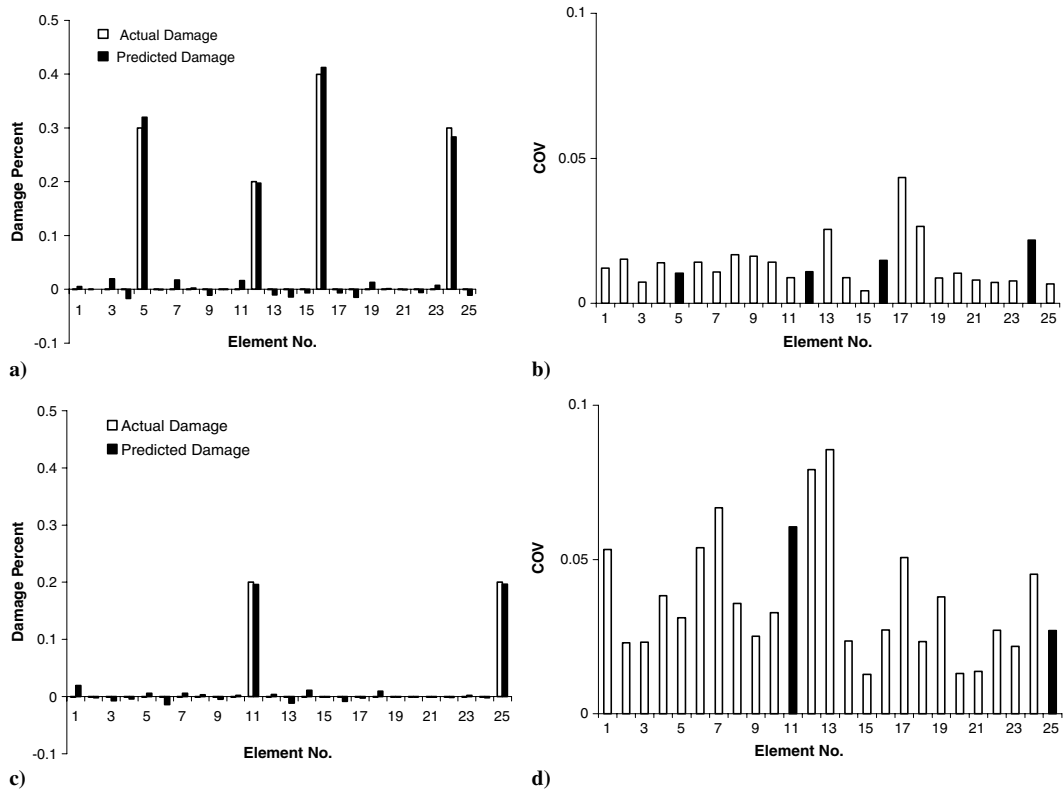 0.5
0.4
0.3
0.2
0.1
0
-0.1
Damage Percent
Actual Damage
Predicted Damage
1 3 5 7 9 11 13 15 17 19 21 23 25
Element No.
a)
0.1
0.05
0
COV
1 3 5 7 9 11 13 15 17 19 21 23 25
Element No.
b)
0.5
0.4
0.3
0.2
0.1
0
-0.1
Damage Percent
Actual Damage
Predicted Damage
1 3 5 7 9 11 13 15 17 19 21 23 25
Element No.
c)
0.1
0.05
0
COV
1 3 5 7 9 11 13 15 17 19 21 23 25
Element No.
d)